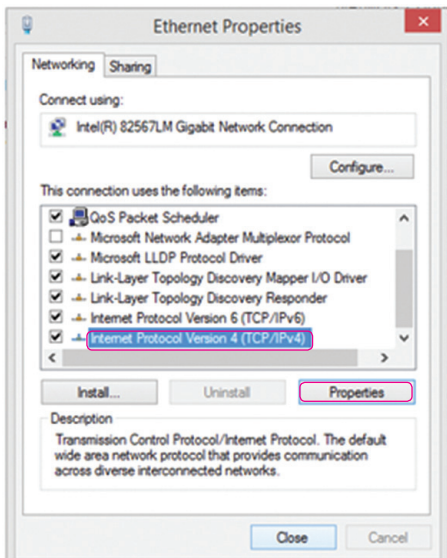 Ethernet Properties
Networking Sharing
Connect using:
Intel(R) 82567LM Gigabit Network Connection
Configure...
This connection uses the following items:
QoS Packet Scheduler
Microsoft Network Adapter Multiplexor Protocol
Microsoft LLDP Protocol Driver
Link-Layer Topology Discovery Mapper I/O Driver
Link-Layer Topology Discovery Responder
Internet Protocol Version 6 (TCP/IPv6)
Internet Protocol Version 4 (TCP/IPv4)
Install... Uninstall Properties
Description
Transmission Control Protocol/Internet Protocol. The default
wide area network protocol that provides communication
across diverse interconnected networks.
Close Cancel